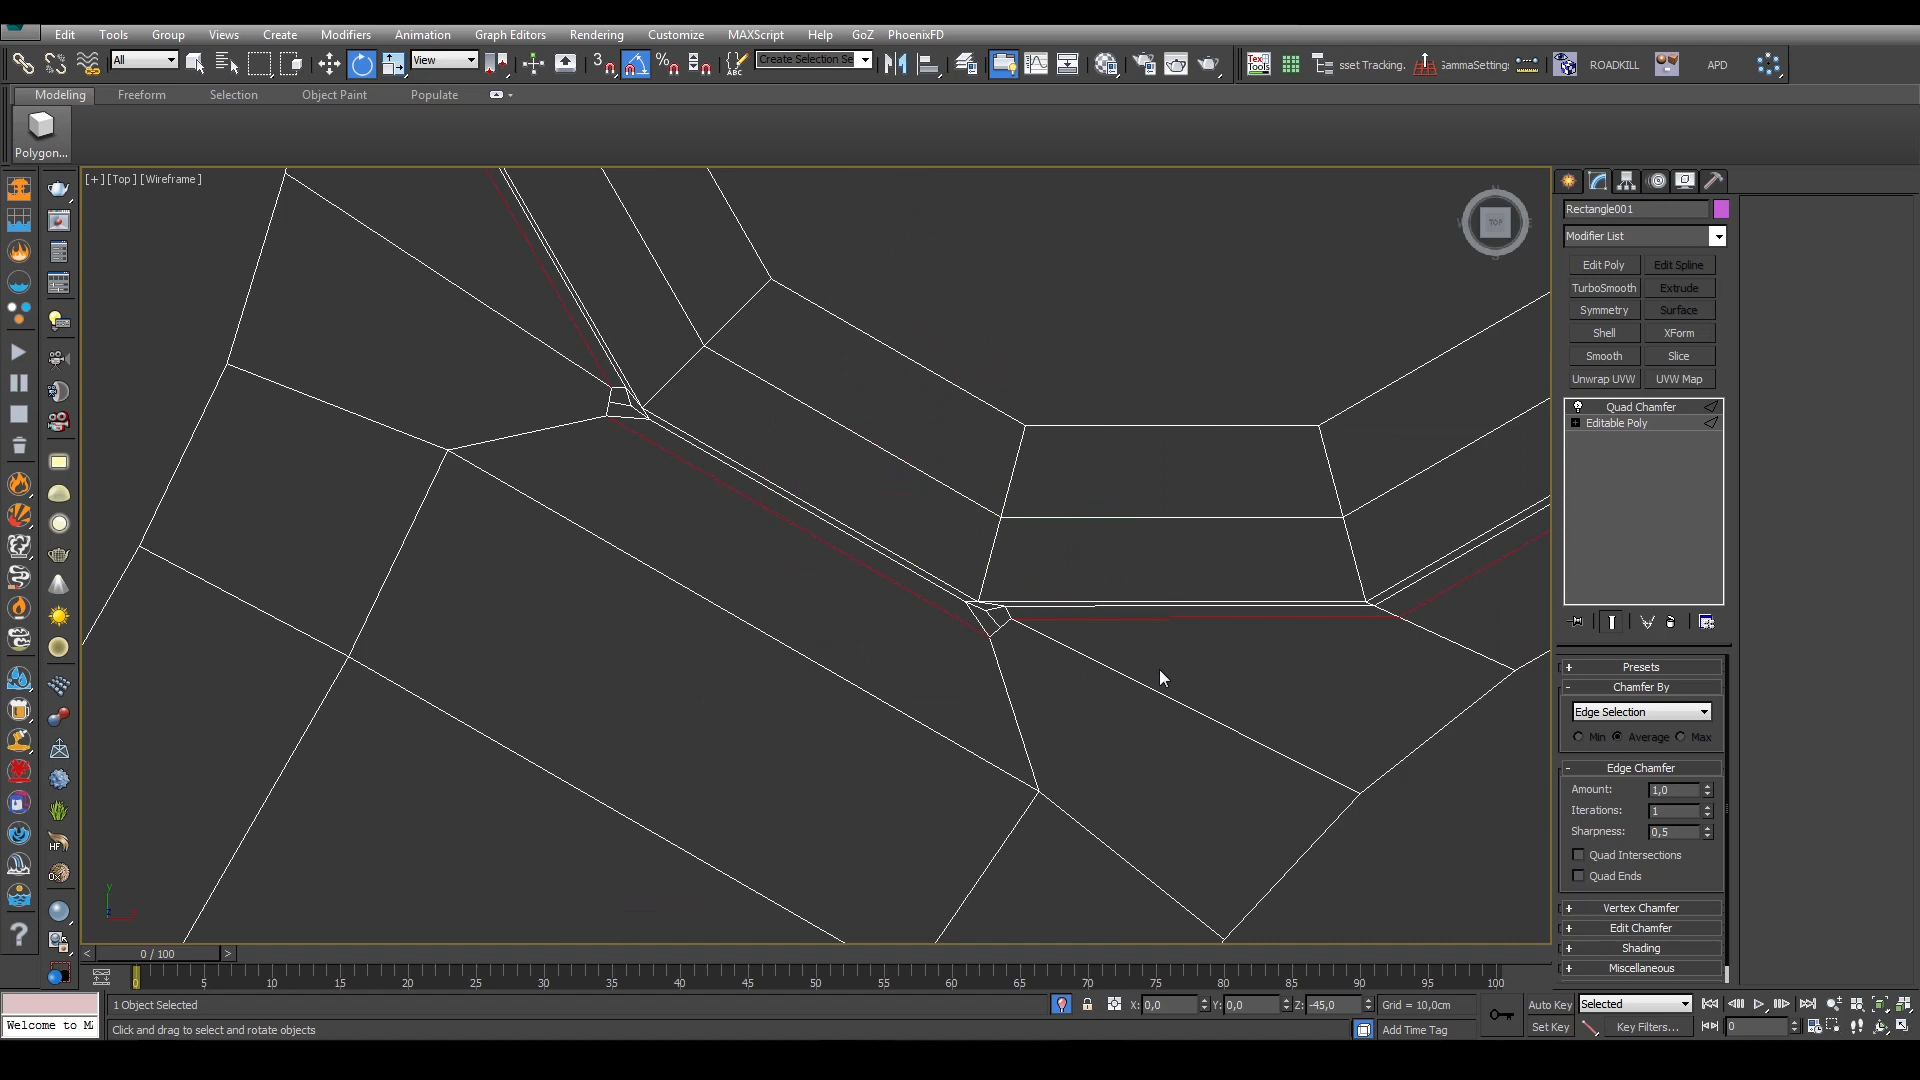 Edit Tools Group Views Create Modifiers Animation Graph Editors Rendering Customize MAXScript Help GoZ PhoenixFD
All View Create Selection Se Tex Tools sset Tracking. GammaSetting: ROADKILL APD
Modeling Freeform Selection Object Paint Populate
Polygon...
[+] [Top] [Wireframe]
TOP
Rectangle001
Modifier List
Edit Poly Edit Spline
TurboSmooth Extrude
Symmetry Surface
Shell XForm
Smooth Slice
Unwrap UVW UVW Map
Quad Chamfer
Editable Poly
+ Presets
- Chamfer By
Edge Selection
Min Average Max
- Edge Chamfer
Amount: 1,0
Iterations: 1
Sharpness: 0,5
Quad Intersections
Quad Ends
+ Vertex Chamfer
+ Edit Chamfer
+ Shading
+ Miscellaneous
HF
y
< 0 / 100 >
0 5 10 15 20 25 30 35 40 45 50 55 60 65 70 75 80 85 90 95 100
1 Object Selected X: 0,0 Y: 0,0 Z: -45,0 Grid = 10,0cm Auto Key Selected
Welcome to MA Click and drag to select and rotate objects Add Time Tag Set Key Key Filters... 0